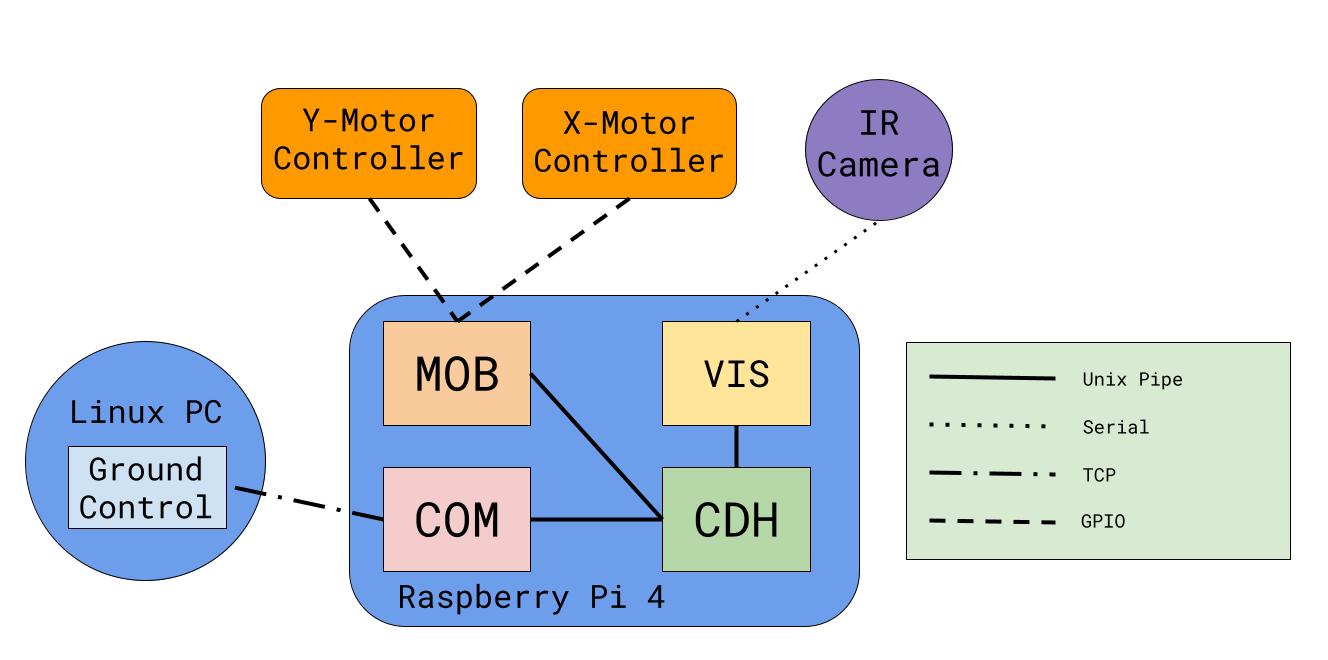 Y-Motor
Controller
X-Motor
Controller
IR
Camera
MOB
VIS
Linux PC
Ground
Control
COM
CDH
Raspberry Pi 4
Unix Pipe
Serial
TCP
GPIO